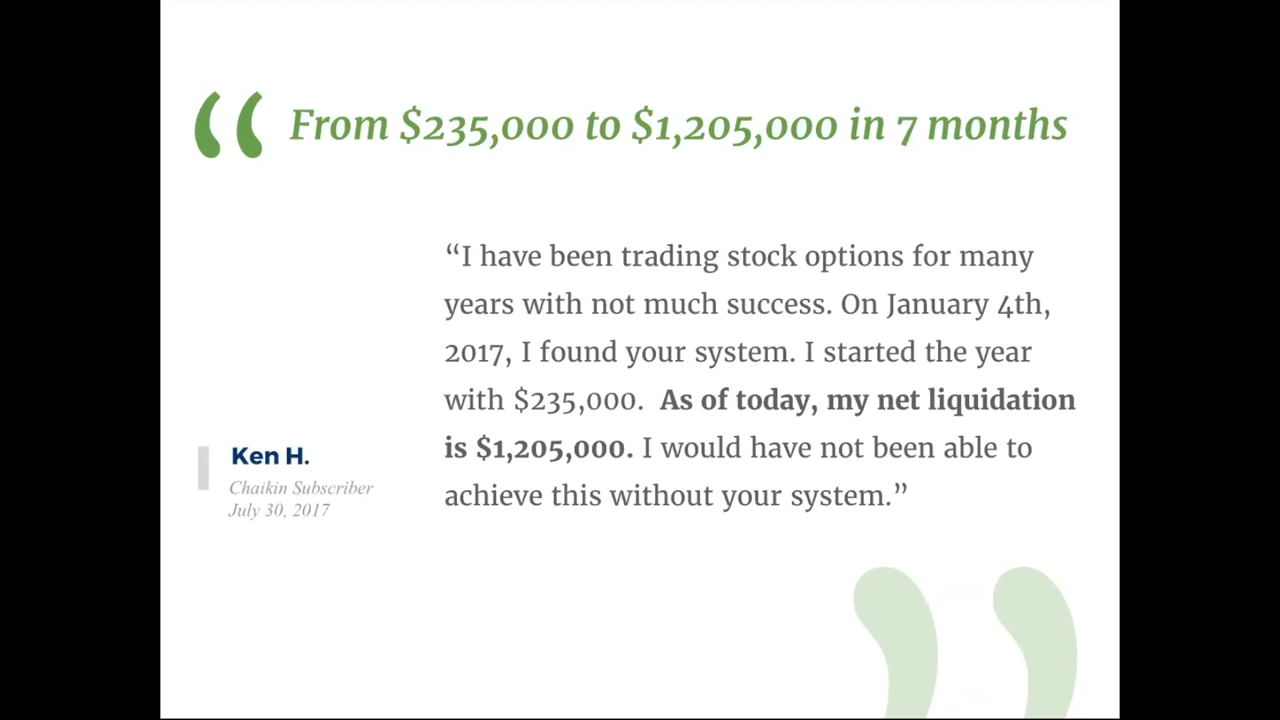 From $235,000 to $1,205,000 in 7 months
“I have been trading stock options for many
years with not much success. On January 4th,
2017, I found your system. I started the year
with $235,000.  As of today, my net liquidation
is $1,205,000. I would have not been able to
achieve this without your system.”
Ken H.
Chaikin Subscriber
July 30, 2017